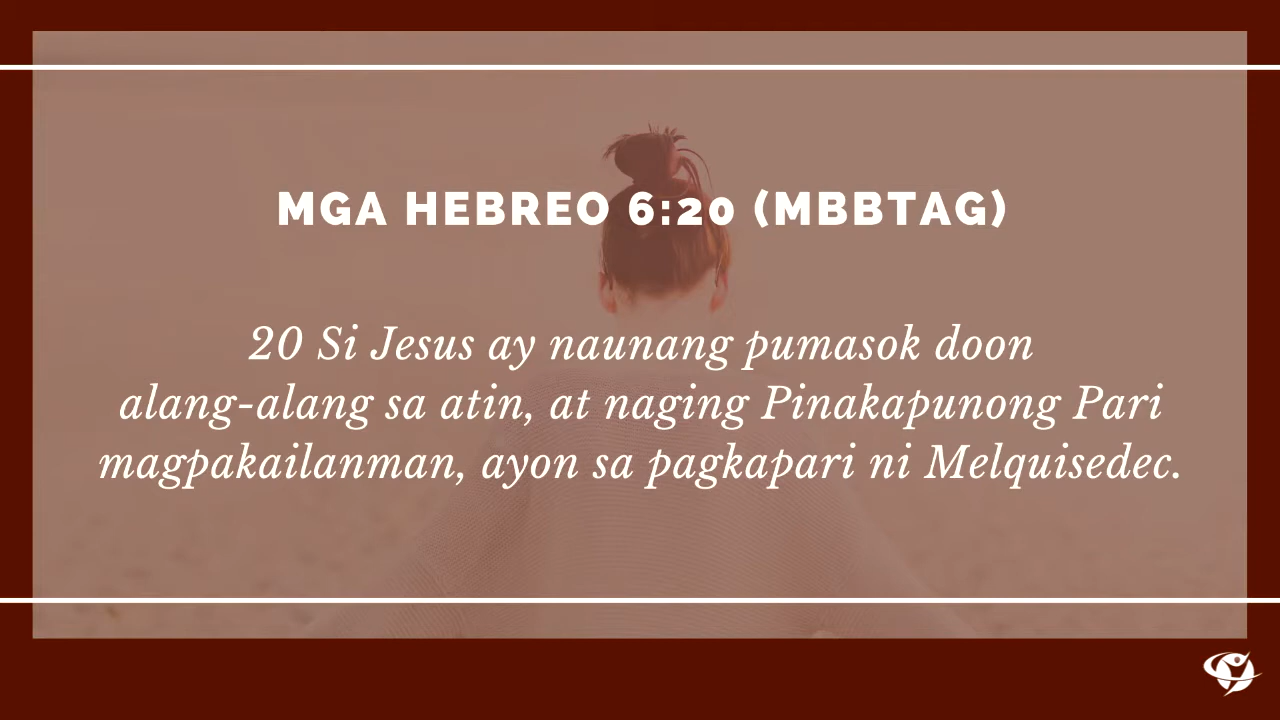 MGA HEBREO 6:20 (MBBTAG)
20 Si Jesus ay naunang pumasok doon
alang-alang sa atin, at naging Pinakapunong Pari
magpakailanman, ayon sa pagkapari ni Melquisedec.